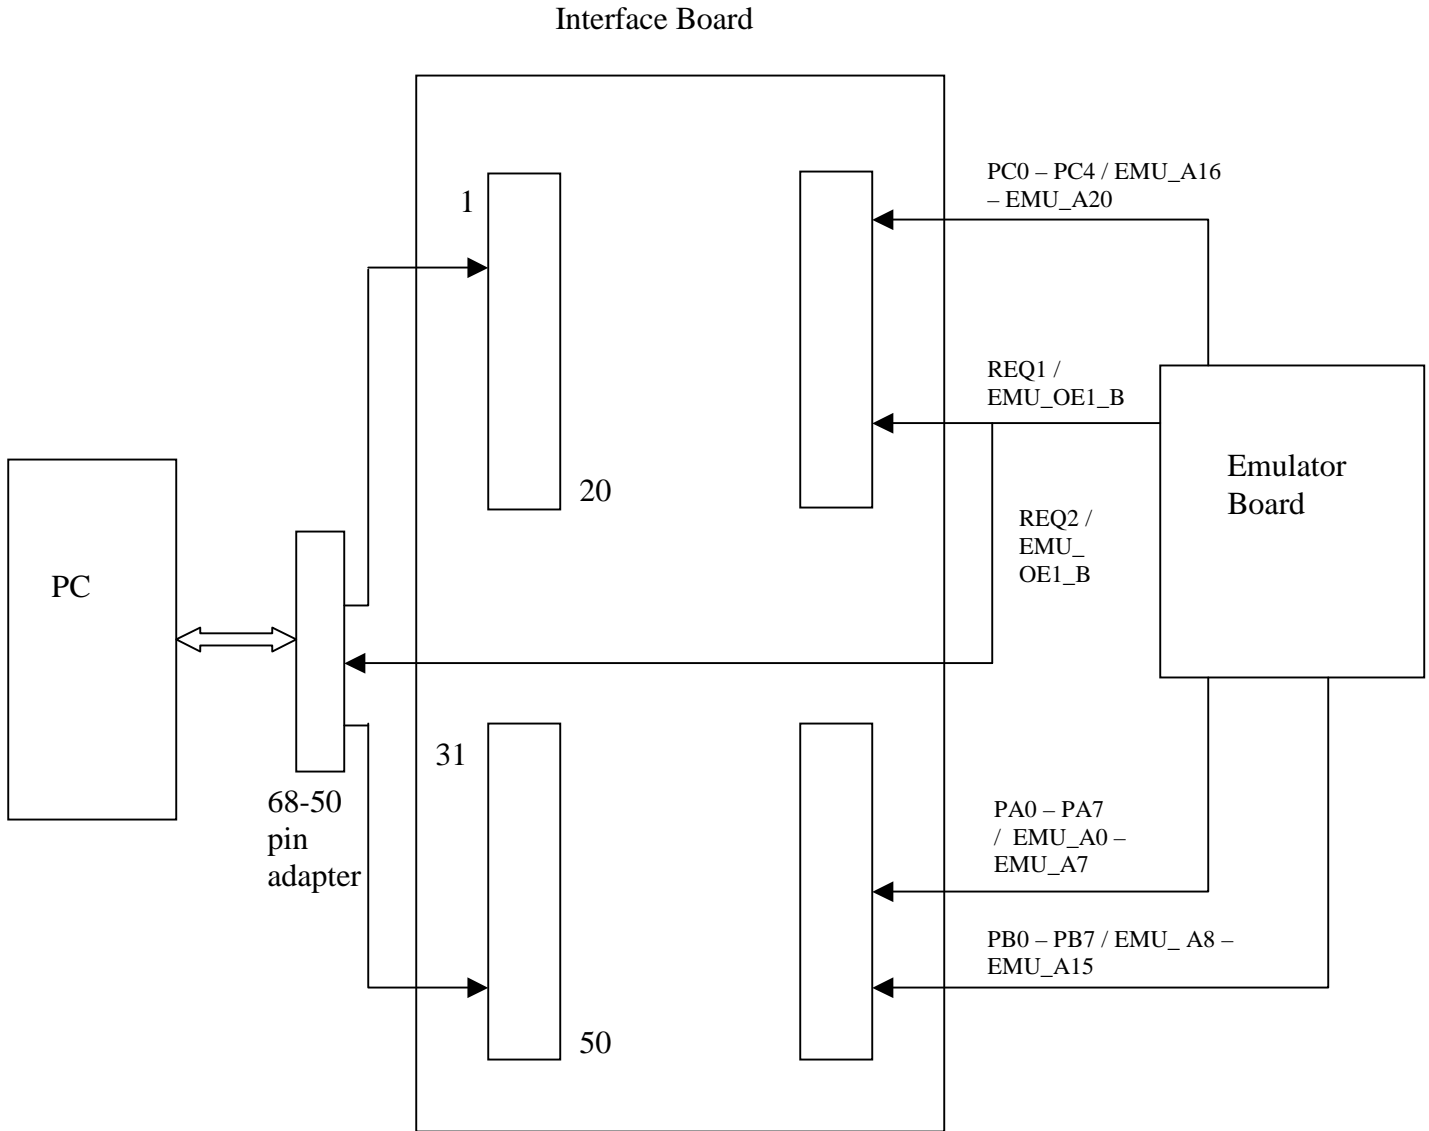 Interface Board
PC0 – PC4 / EMU_A16
– EMU_A20
1
REQ1 /
EMU_OE1_B
Emulator
Board
20
REQ2 /
EMU_
OE1_B
PC
31
68-50
pin
adapter
PA0 – PA7
/ EMU_A0 –
EMU_A7
PB0 – PB7 / EMU_ A8 –
EMU_A15
50